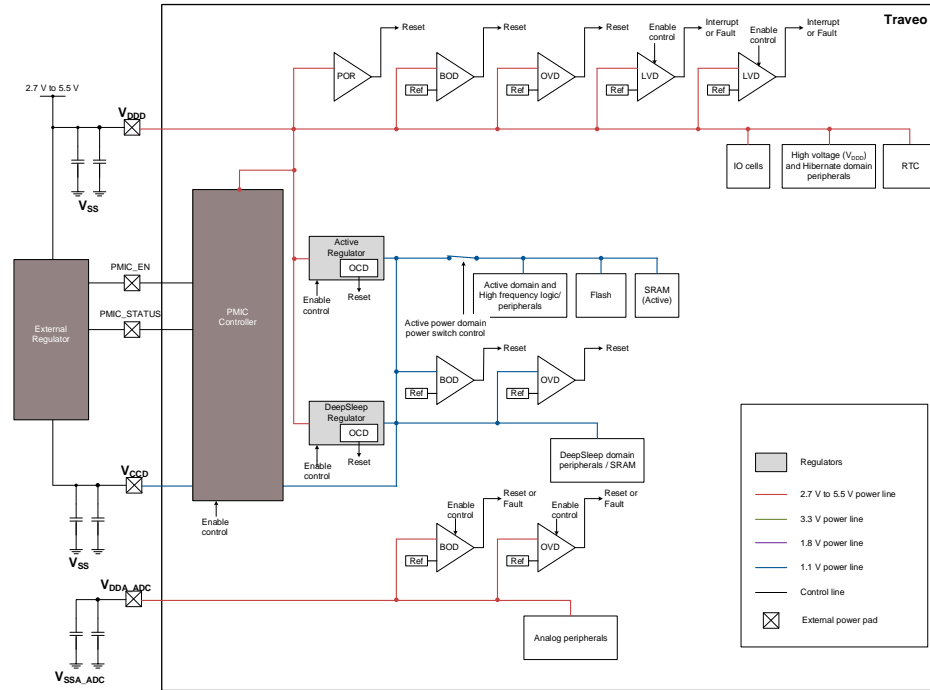 Traveo
Reset
Reset
Reset
Enable
control
Interrupt
or Fault
Enable
control
Interrupt
or Fault
POR
BOD
OVD
LVD
LVD
Ref
Ref
Ref
Ref
2.7 V to 5.5 V
VDDD
VSS
IO cells
High voltage (VDDD)
and Hibernate domain
peripherals
RTC
PMIC_EN
PMIC_STATUS
External
Regulator
PMIC
Controller
Active
Regulator
OCD
Enable
control
Reset
Active power domain
power switch control
Active domain and
High frequency logic/
peripherals
Flash
SRAM
(Active)
Reset
Reset
BOD
OVD
Ref
Ref
DeepSleep
Regulator
OCD
Enable
control
Reset
DeepSleep domain
peripherals / SRAM
VCCD
VSS
Enable
control
Enable
control
Reset or
Fault
Enable
control
Reset or
Fault
BOD
OVD
Ref
Ref
VDDA_ADC
VSSA_ADC
Analog peripherals
Regulators
2.7 V to 5.5 V power line
3.3 V power line
1.8 V power line
1.1 V power line
Control line
External power pad